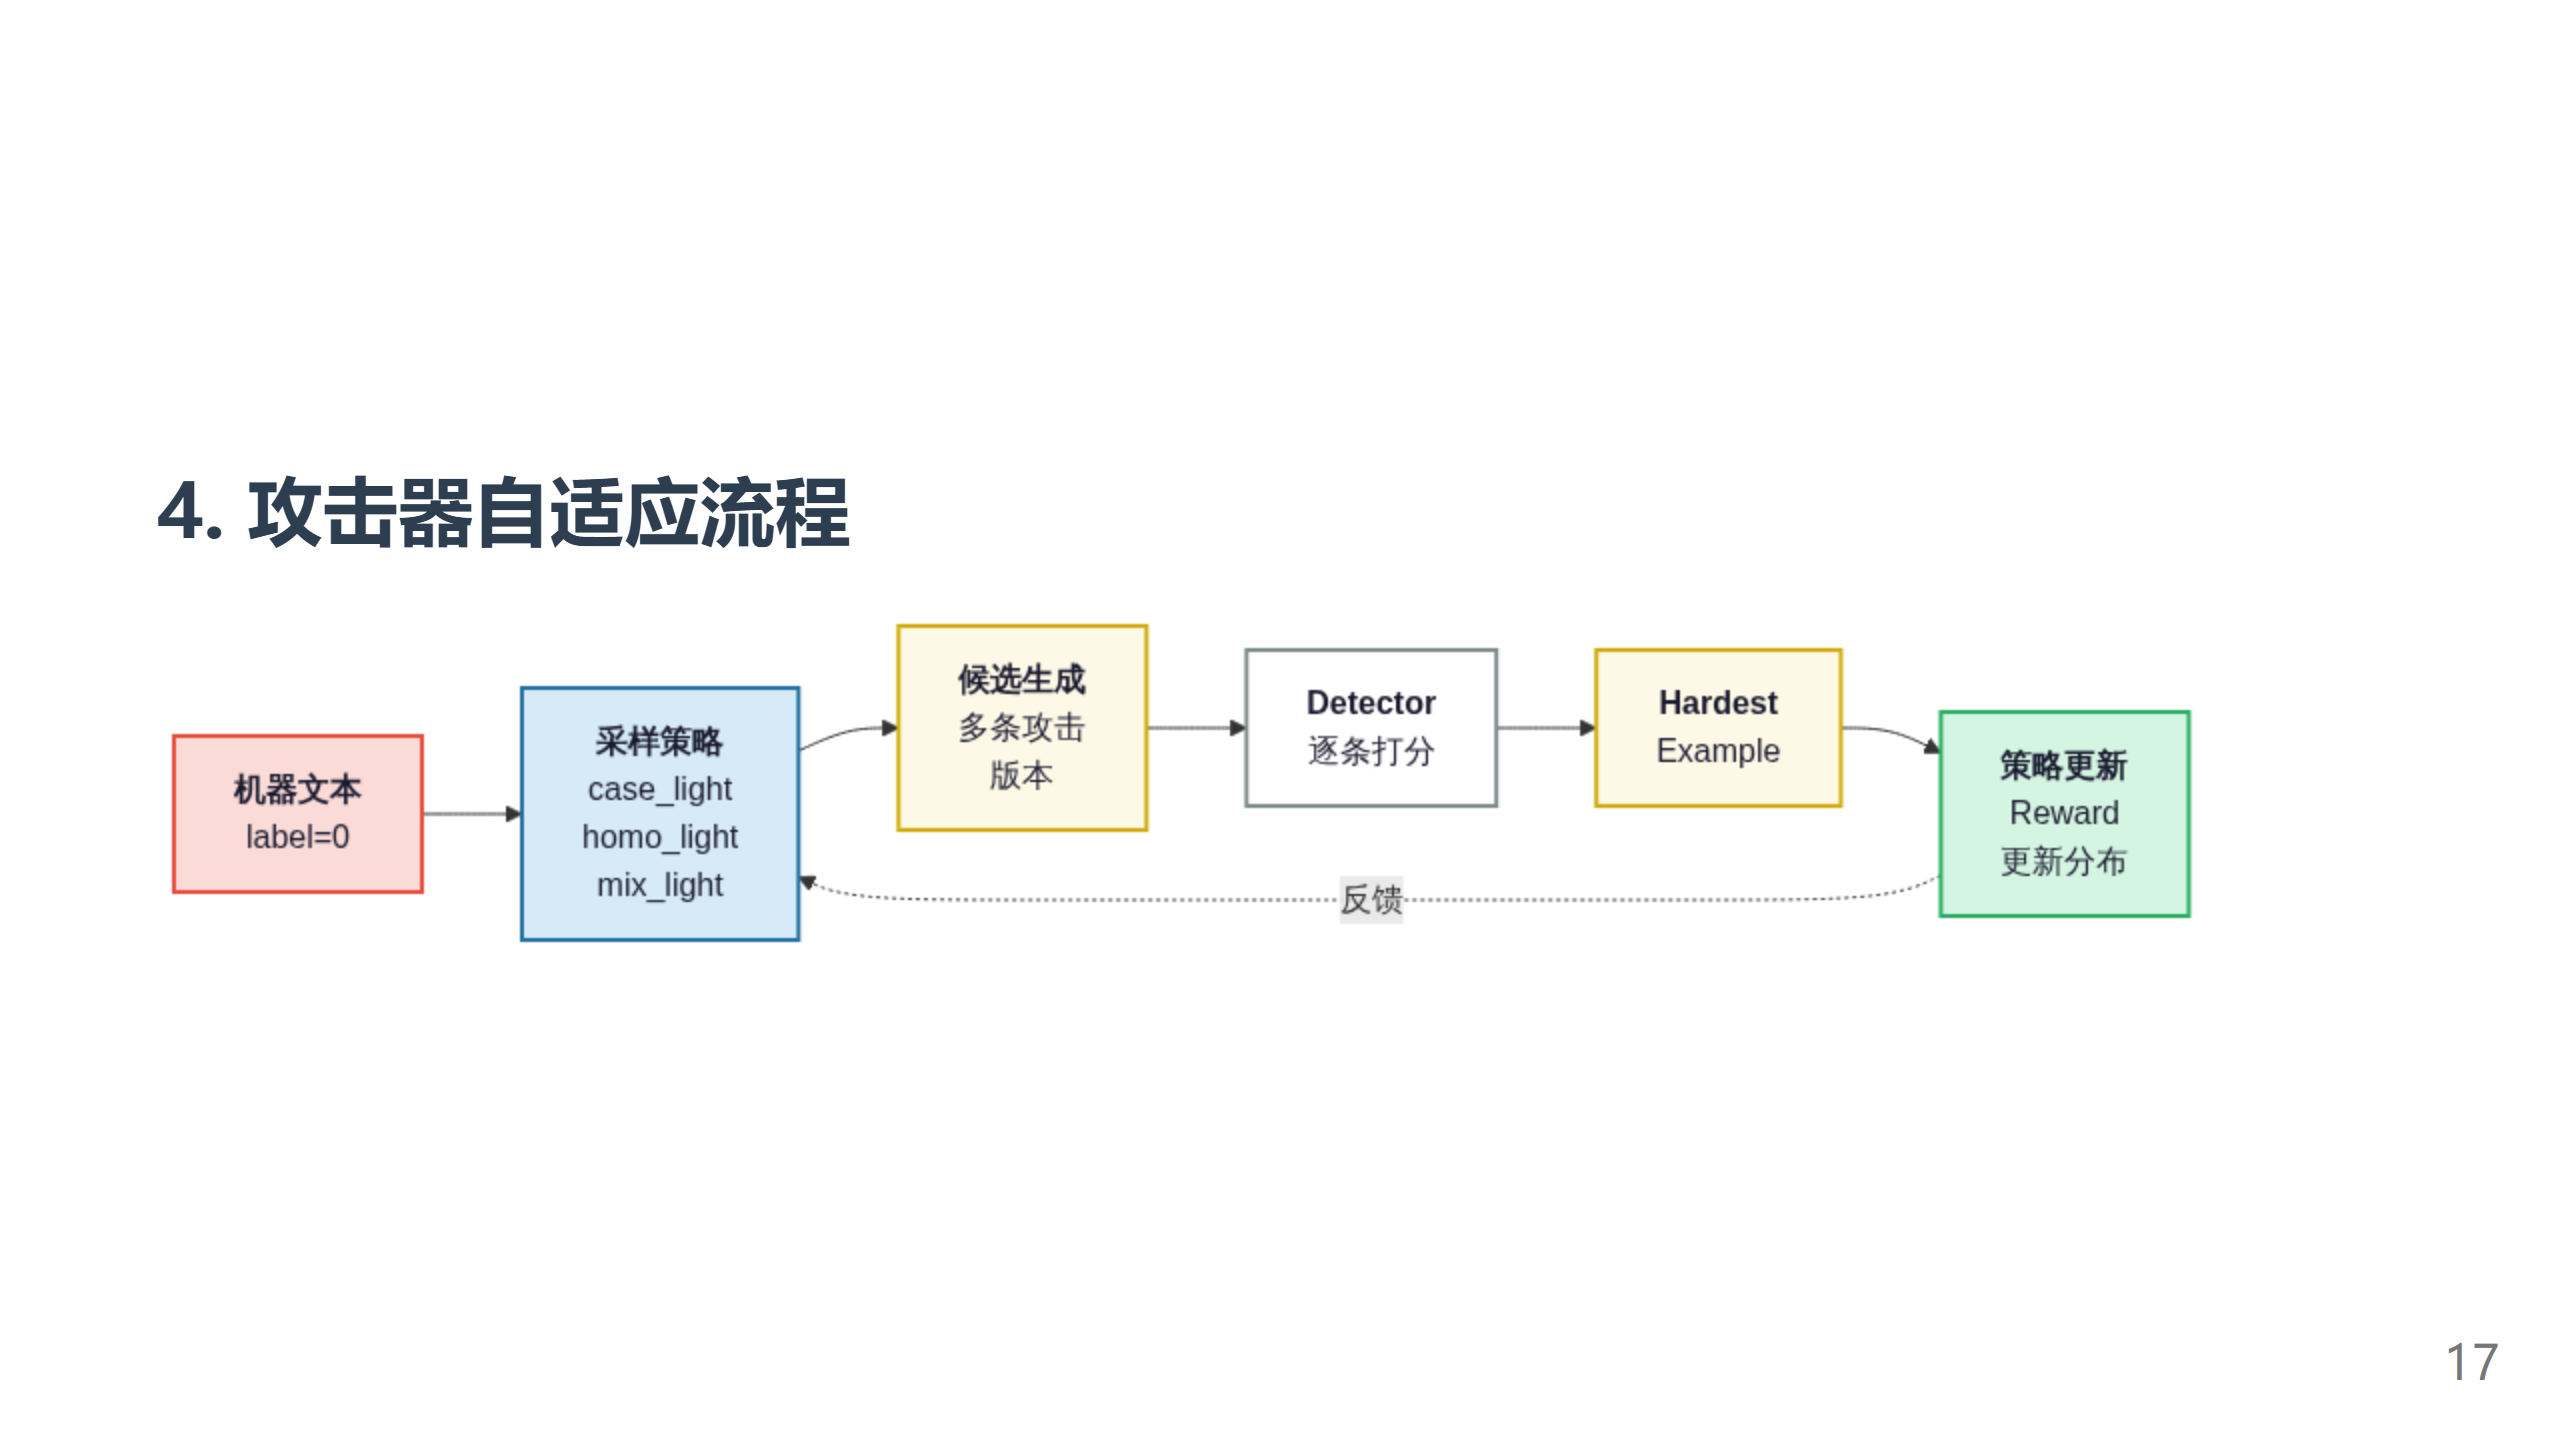 4. 攻击器自适应流程
机器文本
label=0
采样策略
case_light
homo_light
mix_light
候选生成
多条攻击
版本
Detector
逐条打分
Hardest
Example
策略更新
Reward
更新分布
反馈
17